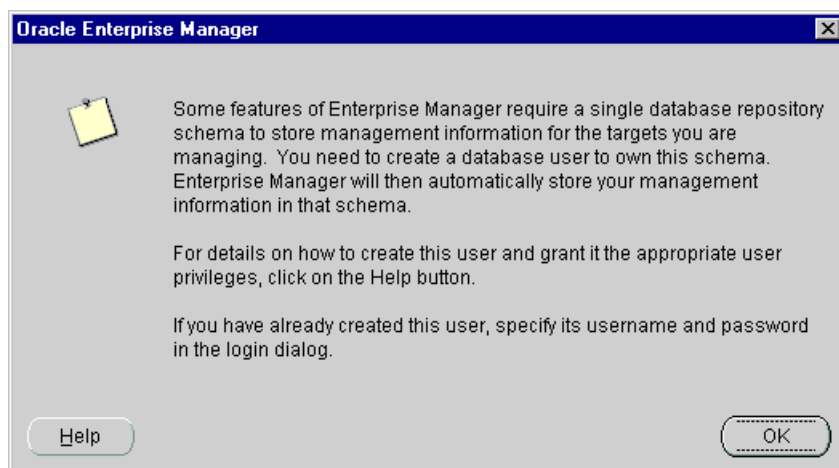 Oracle Enterprise Manager
Some features of Enterprise Manager require a single database repository
schema to store management information for the targets you are
managing. You need to create a database user to own this schema.
Enterprise Manager will then automatically store your management
information in that schema.
For details on how to create this user and grant it the appropriate user
privileges, click on the Help button.
If you have already created this user, specify its username and password
in the login dialog.
Help
OK